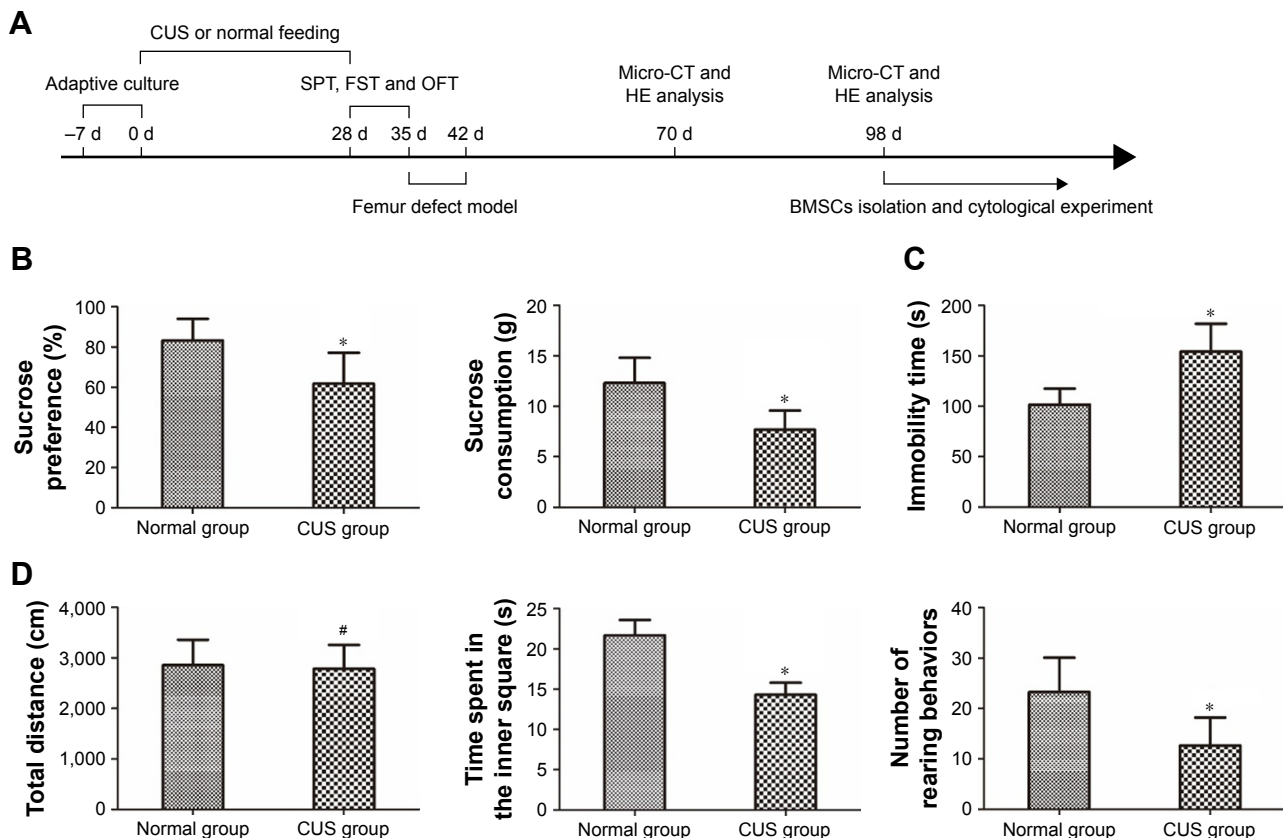 A
CUS or normal feeding
Adaptive culture
SPT, FST and OFT
Micro-CT and
HE analysis
Micro-CT and
HE analysis
–7 d
0 d
28 d
35 d
42 d
70 d
98 d
Femur defect model
BMSCs isolation and cytological experiment
B
Sucrose
preference (%)
100
80
60
40
20
0
*
Normal group
CUS group
Sucrose
consumption (g)
20
15
10
5
0
*
Normal group
CUS group
C
Immobility time (s)
200
150
100
50
0
*
Normal group
CUS group
D
Total distance (cm)
4,000
3,000
2,000
1,000
0
#
Normal group
CUS group
Time spent in
the inner square (s)
25
20
15
10
5
0
*
Normal group
CUS group
Number of
rearing behaviors
40
30
20
10
0
*
Normal group
CUS group